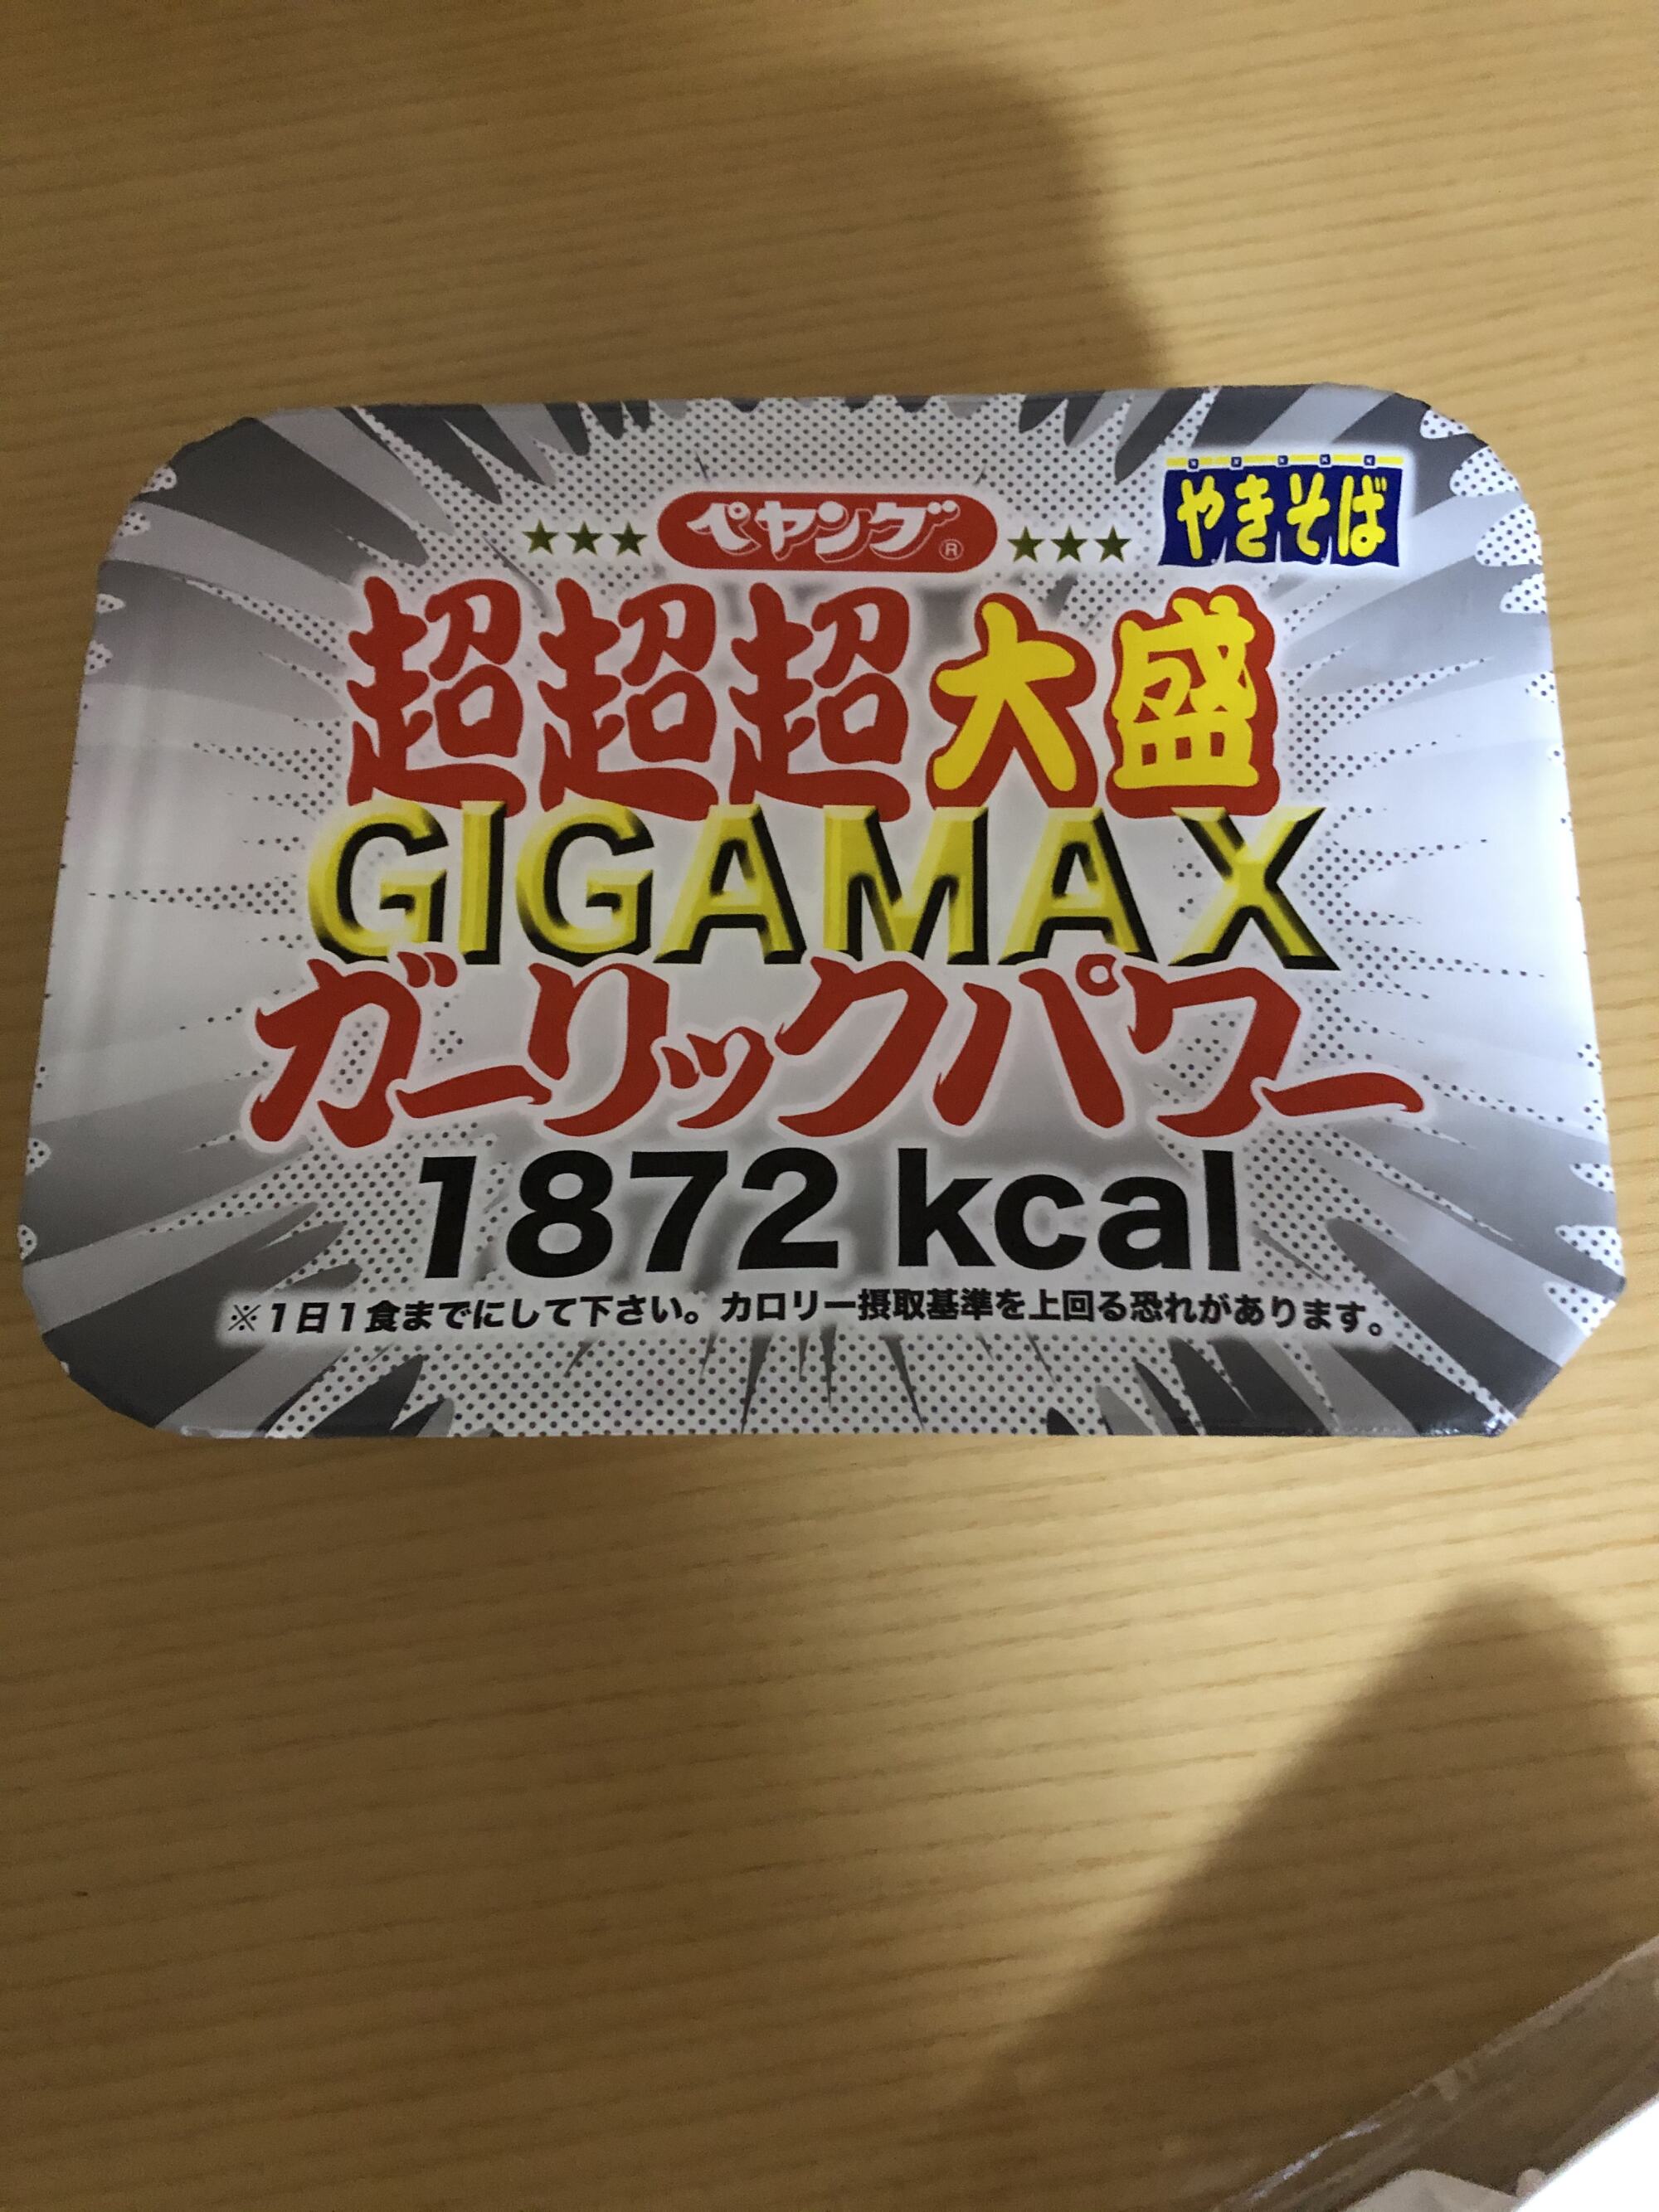 ★★★ペヤング®★★★
やきそば
超超超大盛
GIGAMAX
ガーリックパワー
1872 kcal
※1日1食までにして下さい。カロリー摂取基準を上回る恐れがあります。